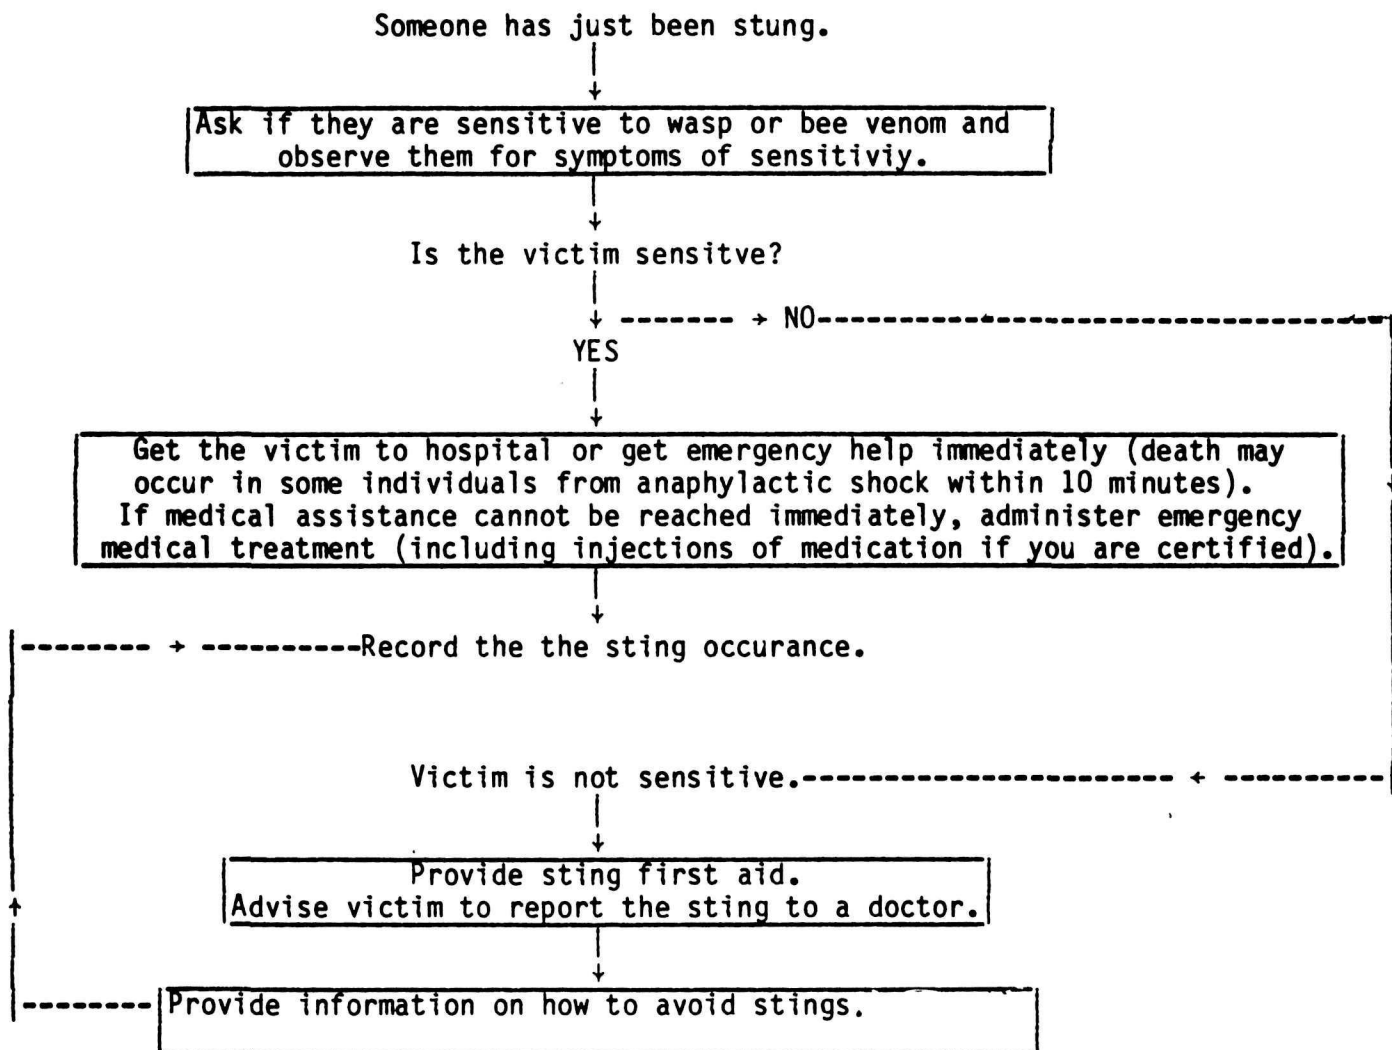 Someone has just been stung.
Ask if they are sensitive to wasp or bee venom and
observe them for symptoms of sensitiviy.
Is the victim sensitve?
NO
YES
Get the victim to hospital or get emergency help immediately (death may
occur in some individuals from anaphylactic shock within 10 minutes).
If medical assistance cannot be reached immediately, administer emergency
medical treatment (including injections of medication if you are certified).
Record the the sting occurance.
Victim is not sensitive.
Provide sting first aid.
Advise victim to report the sting to a doctor.
Provide information on how to avoid stings.